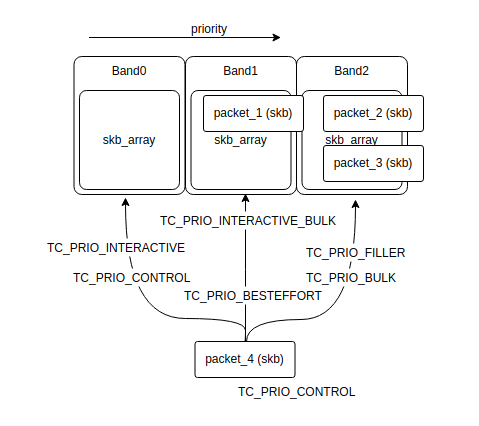 priority
Band0
Band1
Band2
packet_1 (skb)
packet_2 (skb)
skb_array
skb_array
skb_array
packet_3 (skb)
TC_PRIO_INTERACTIVE_BULK
TC_PRIO_INTERACTIVE
TC_PRIO_FILLER
TC_PRIO_CONTROL
TC_PRIO_BULK
TC_PRIO_BESTEFFORT
packet_4 (skb)
TC_PRIO_CONTROL